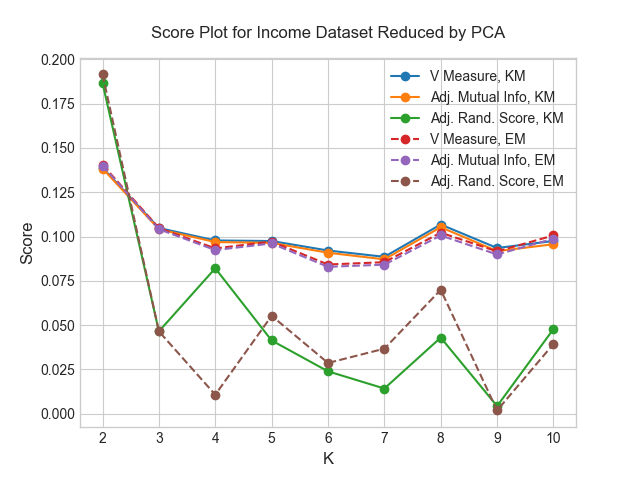 Score Plot for Income Dataset Reduced by PCA
0.200
0.175
0.150
0.125
0.100
0.075
0.050
0.025
0.000
Score
V Measure, KM
Adj. Mutual Info, KM
Adj. Rand. Score, KM
V Measure, EM
Adj. Mutual Info, EM
Adj. Rand. Score, EM
2 3 4 5 6 7 8 9 10
K